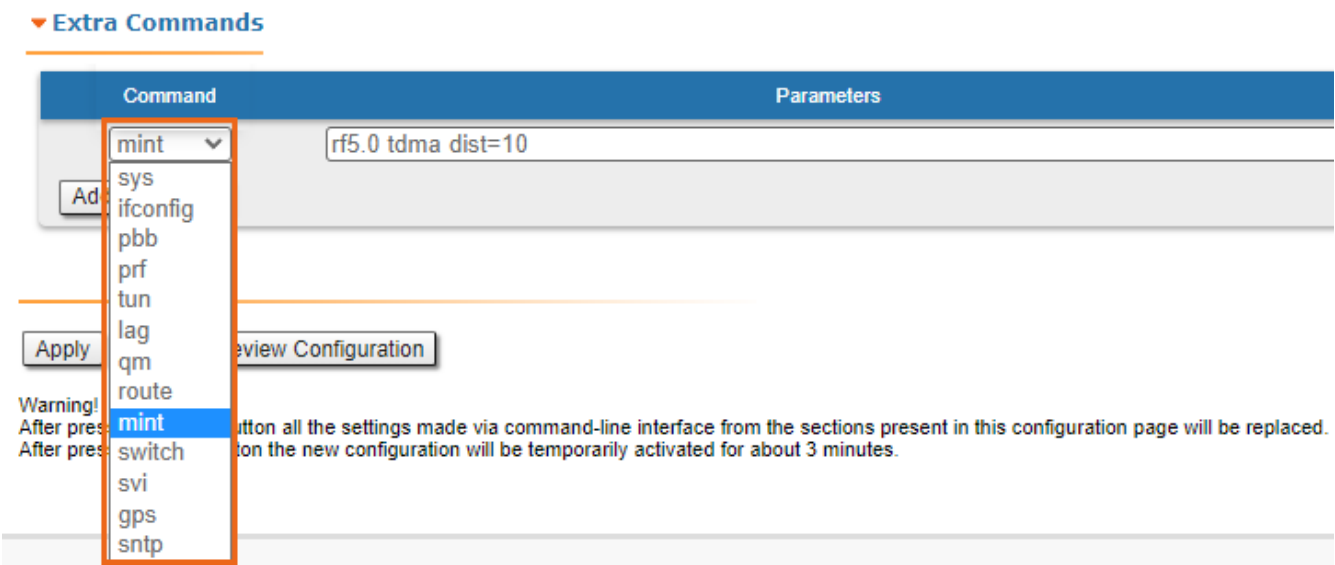 Extra Commands
Command Parameters
mint rf5.0 tdma dist=10
sys
Ad
ifconfig
pbb
prf
tun
lag
Apply eview Configuration
qm
route
Warning!
mint
After pres utton all the settings made via command-line interface from the sections present in this configuration page will be replaced.
After pres ton the new configuration will be temporarily activated for about 3 minutes.
switch
svi
gps
sntp